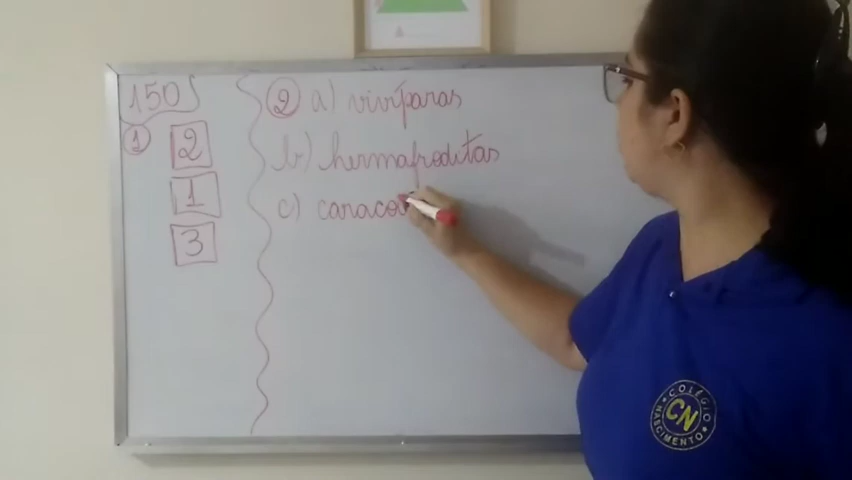 150
1
2
1
3
2 a) vivíparas
b) hermafroditas
c) caraco
COLÉGIO
CN
NASCIMENTO